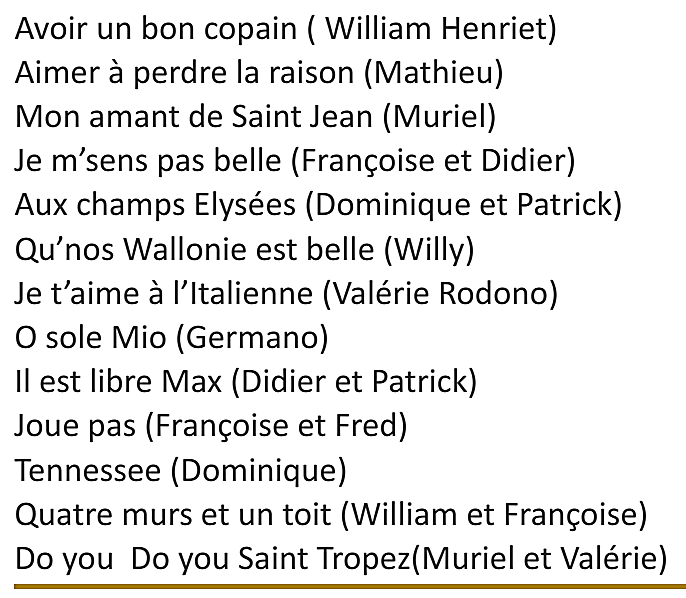 Avoir un bon copain ( William Henriet)
Aimer à perdre la raison (Mathieu)
Mon amant de Saint Jean (Muriel)
Je m’sens pas belle (Françoise et Didier)
Aux champs Elysées (Dominique et Patrick)
Qu’nos Wallonie est belle (Willy)
Je t’aime à l’Italienne (Valérie Rodono)
O sole Mio (Germano)
Il est libre Max (Didier et Patrick)
Joue pas (Françoise et Fred)
Tennessee (Dominique)
Quatre murs et un toit (William et Françoise)
Do you  Do you Saint Tropez(Muriel et Valérie)